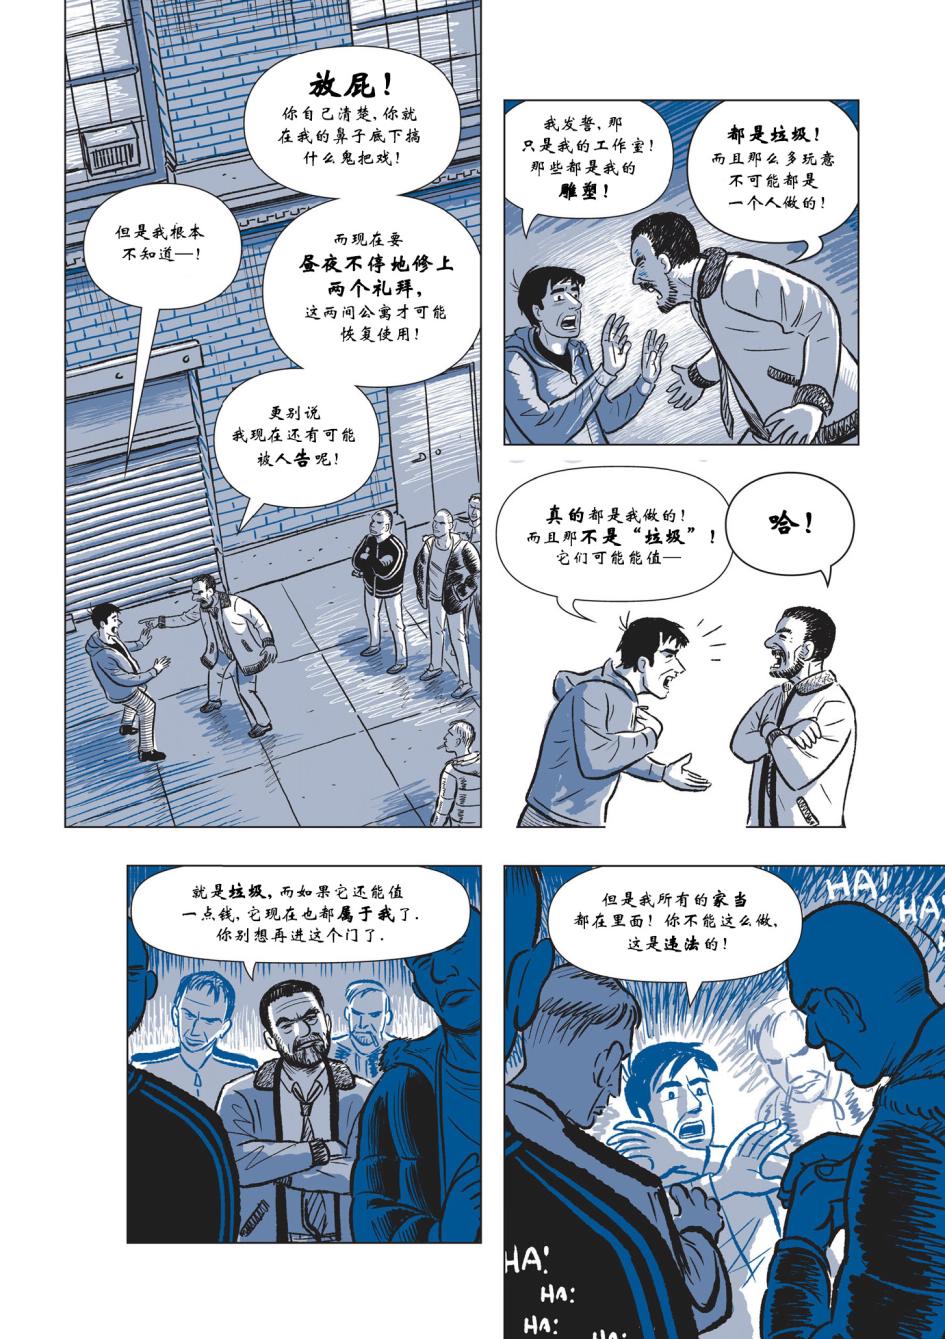 放屁！
你自己清楚，你就
在我的鼻子底下搞
什么鬼把戏！
但是我根本
不知道—！
而现在要
昼夜不停地修上
两个礼拜，
这两间公寓才可能
恢复使用！
更别说
我现在还有可能
被人告呢！
我发誓，那
只是我的工作室！
那些都是我的
雕塑！
都是垃圾！
而且那么多玩意
不可能都是
一个人做的！
真的都是我做的！
而且那不是“垃圾”！
它们可能能值—
哈！
就是垃圾，而如果它还能值
一点钱，它现在也都属于我了．
你别想再进这个门了．
但是我所有的家当
都在里面！你不能这么做，
这是违法的！
HA!
HA!
HA!
HA!
HA!
HA!